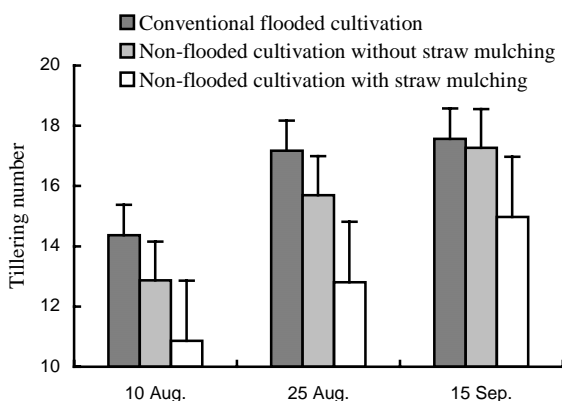 Conventional flooded cultivation
Non-flooded cultivation without straw mulching
Non-flooded cultivation with straw mulching
Tillering number
20
18
16
14
12
10
10 Aug.
25 Aug.
15 Sep.